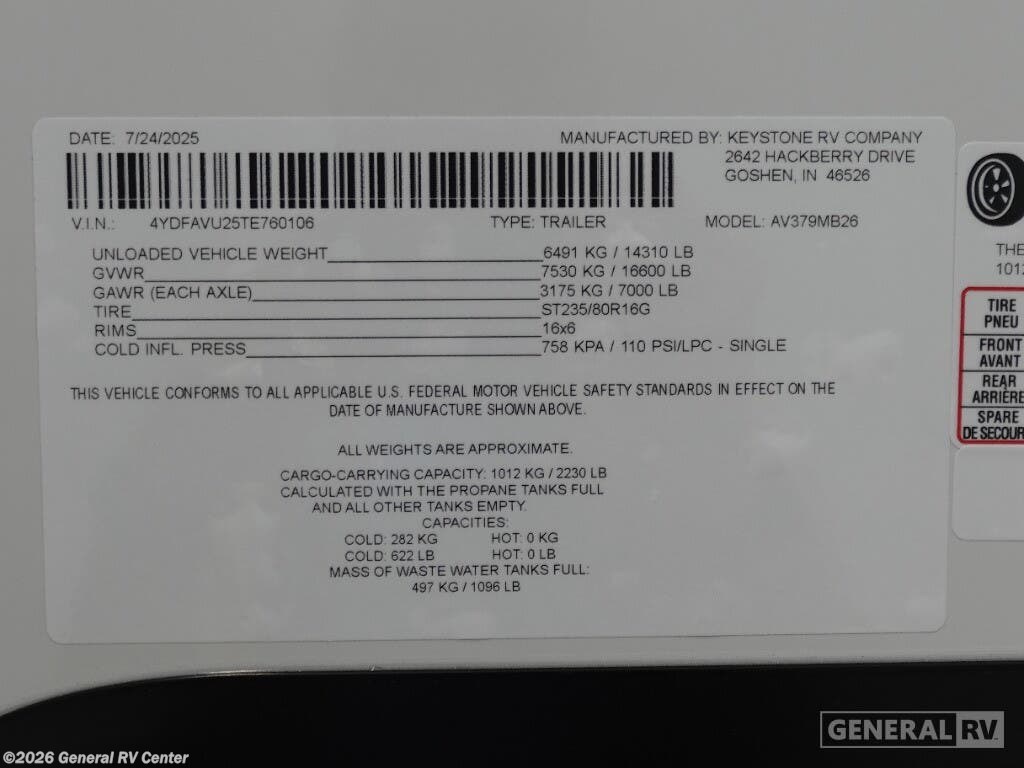 DATE: 7/24/2025
MANUFACTURED BY: KEYSTONE RV COMPANY
2642 HACKBERRY DRIVE
GOSHEN, IN 46526
V.I.N.: 4YDFAVU25TE760106 TYPE: TRAILER MODEL: AV379MB26
UNLOADED VEHICLE WEIGHT 6491 KG / 14310 LB
GVWR 7530 KG / 16600 LB
GAWR (EACH AXLE) 3175 KG / 7000 LB
TIRE ST235/80R16G
RIMS 16x6
COLD INFL. PRESS 758 KPA / 110 PSI/LPC - SINGLE
THIS VEHICLE CONFORMS TO ALL APPLICABLE U.S. FEDERAL MOTOR VEHICLE SAFETY STANDARDS IN EFFECT ON THE
DATE OF MANUFACTURE SHOWN ABOVE.
ALL WEIGHTS ARE APPROXIMATE.
CARGO-CARRYING CAPACITY: 1012 KG / 2230 LB
CALCULATED WITH THE PROPANE TANKS FULL
AND ALL OTHER TANKS EMPTY.
CAPACITIES:
COLD: 282 KG HOT: 0 KG
COLD: 622 LB HOT: 0 LB
MASS OF WASTE WATER TANKS FULL:
497 KG / 1096 LB
THE
1012
TIRE
PNEU
FRONT
AVANT
REAR
ARRIÈRE
SPARE
DE SECOUR
GENERAL RV
©2026 General RV Center